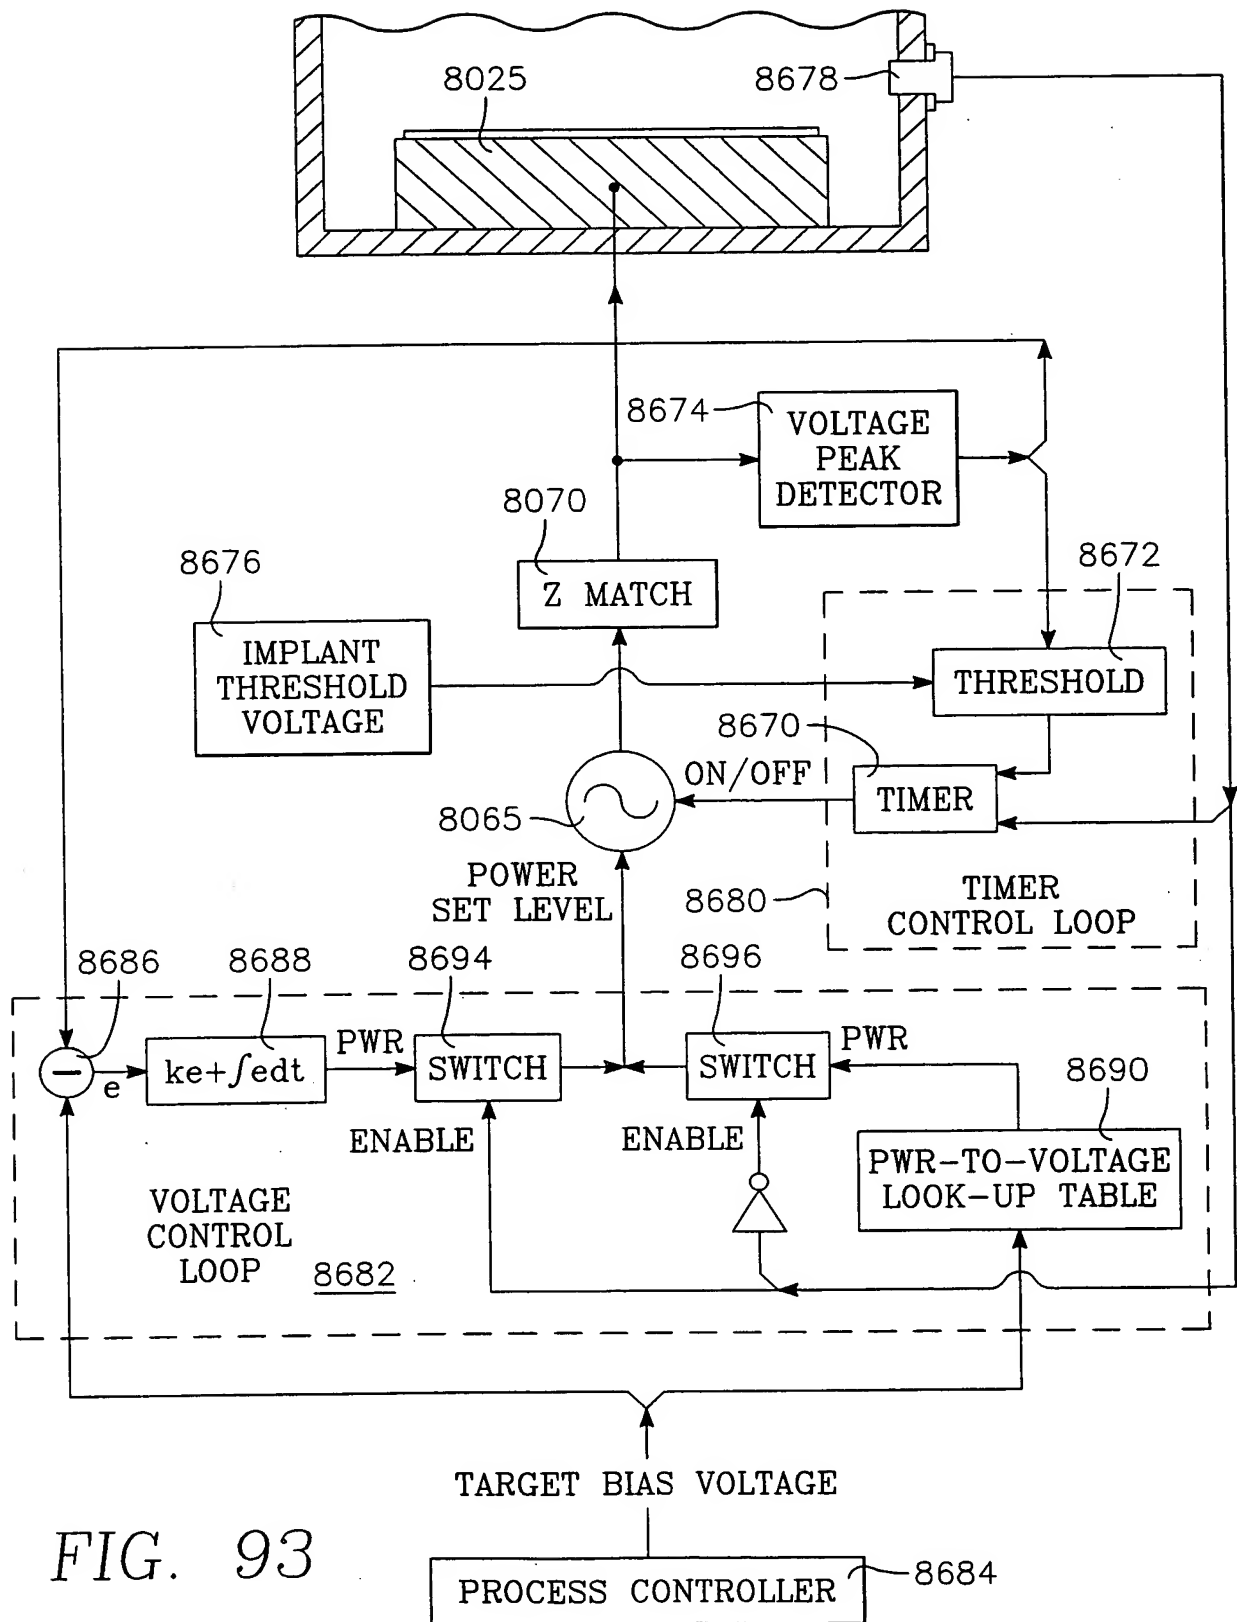 8025
8678
8674
VOLTAGE
PEAK
DETECTOR
8070
8676
8672
Z MATCH
IMPLANT
THRESHOLD
VOLTAGE
THRESHOLD
8670
ON/OFF
TIMER
8065
POWER
SET LEVEL
8680
TIMER
CONTROL LOOP
8686
8688
8694
8696
−
e
ke+∫edt
PWR
SWITCH
SWITCH
PWR
8690
ENABLE
ENABLE
PWR-TO-VOLTAGE
LOOK-UP TABLE
VOLTAGE
CONTROL
LOOP
8682
TARGET BIAS VOLTAGE
FIG. 93
PROCESS CONTROLLER
8684